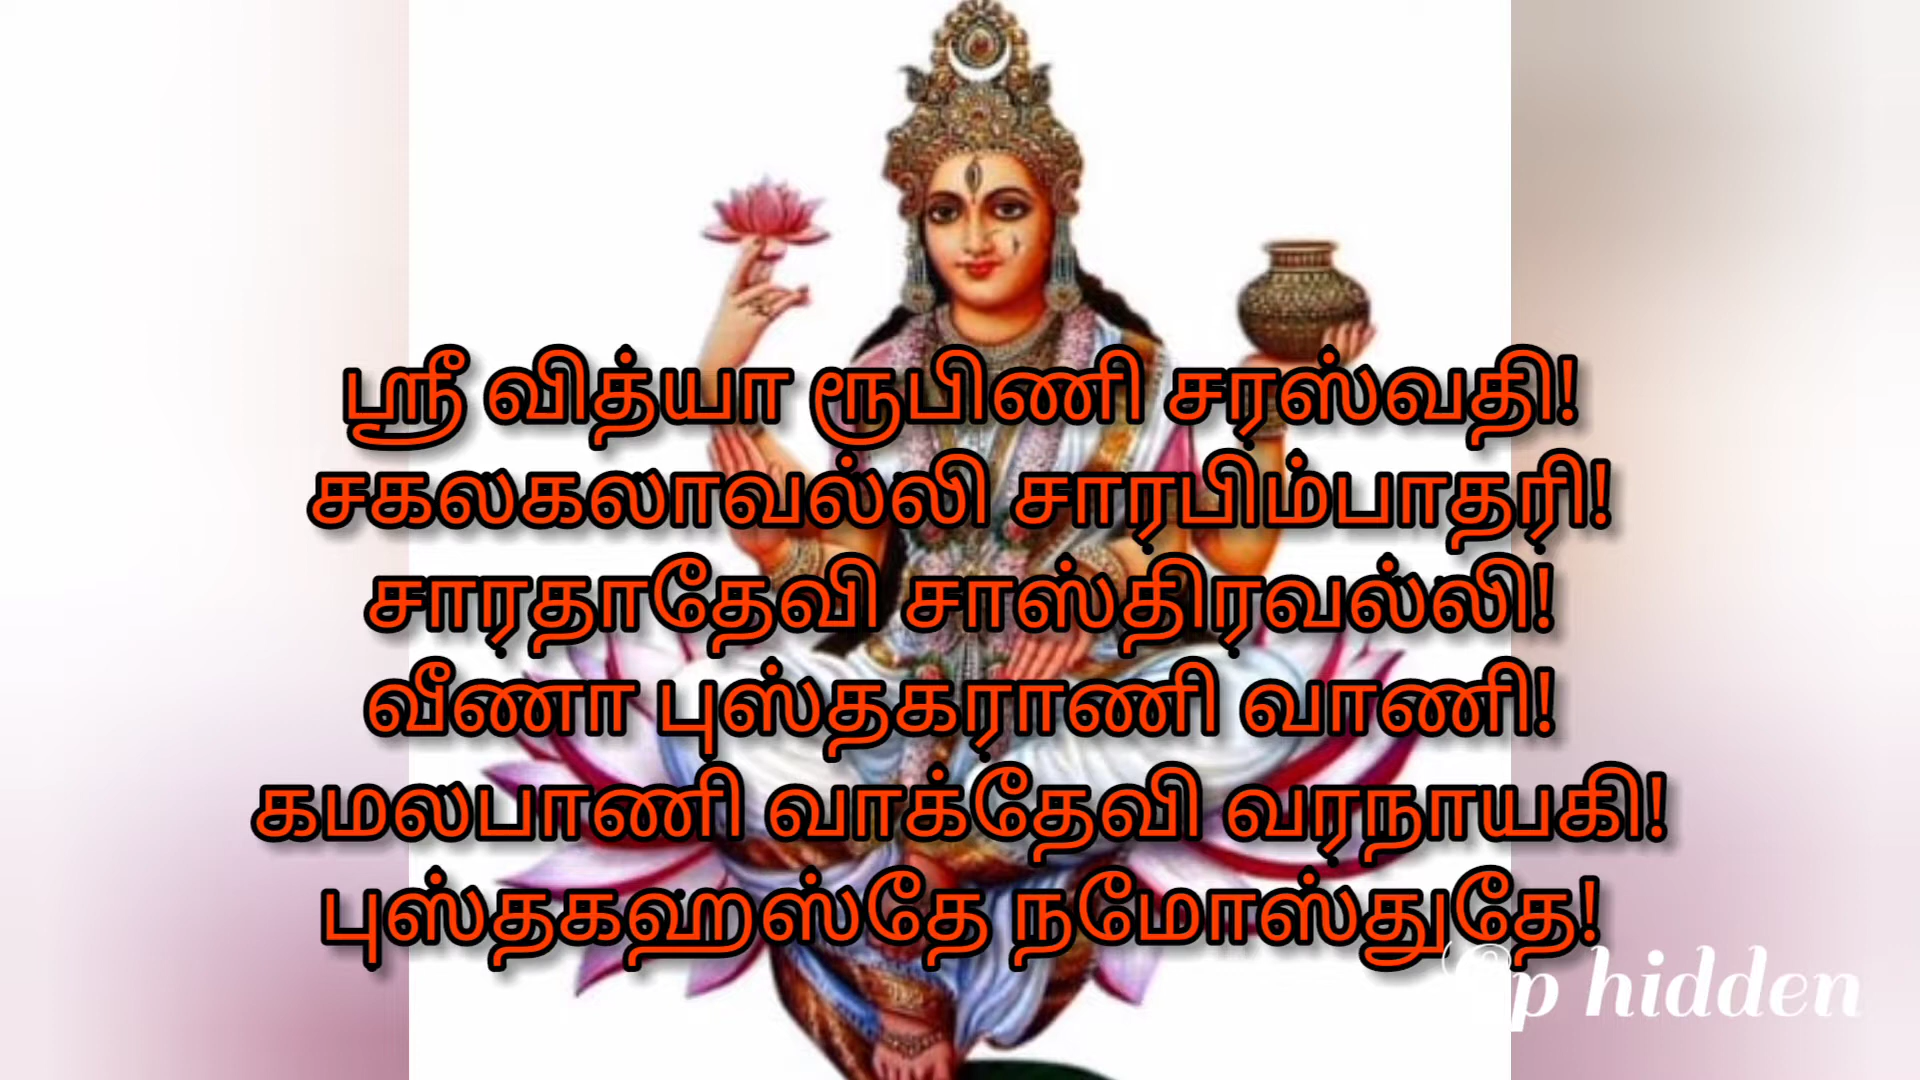 ஸ்ரீ வித்யா ரூபிணி சரஸ்வதி!
சகலகலாவல்லி சாரபிம்பாதரி!
சாரதாதேவி சாஸ்திரவல்லி!
வீணா புஸ்தகராணி வாணி!
கமலபாணி வாக்தேவி வரநாயகி!
புஸ்தகஹஸ்தே நமோஸ்துதே!
hidden